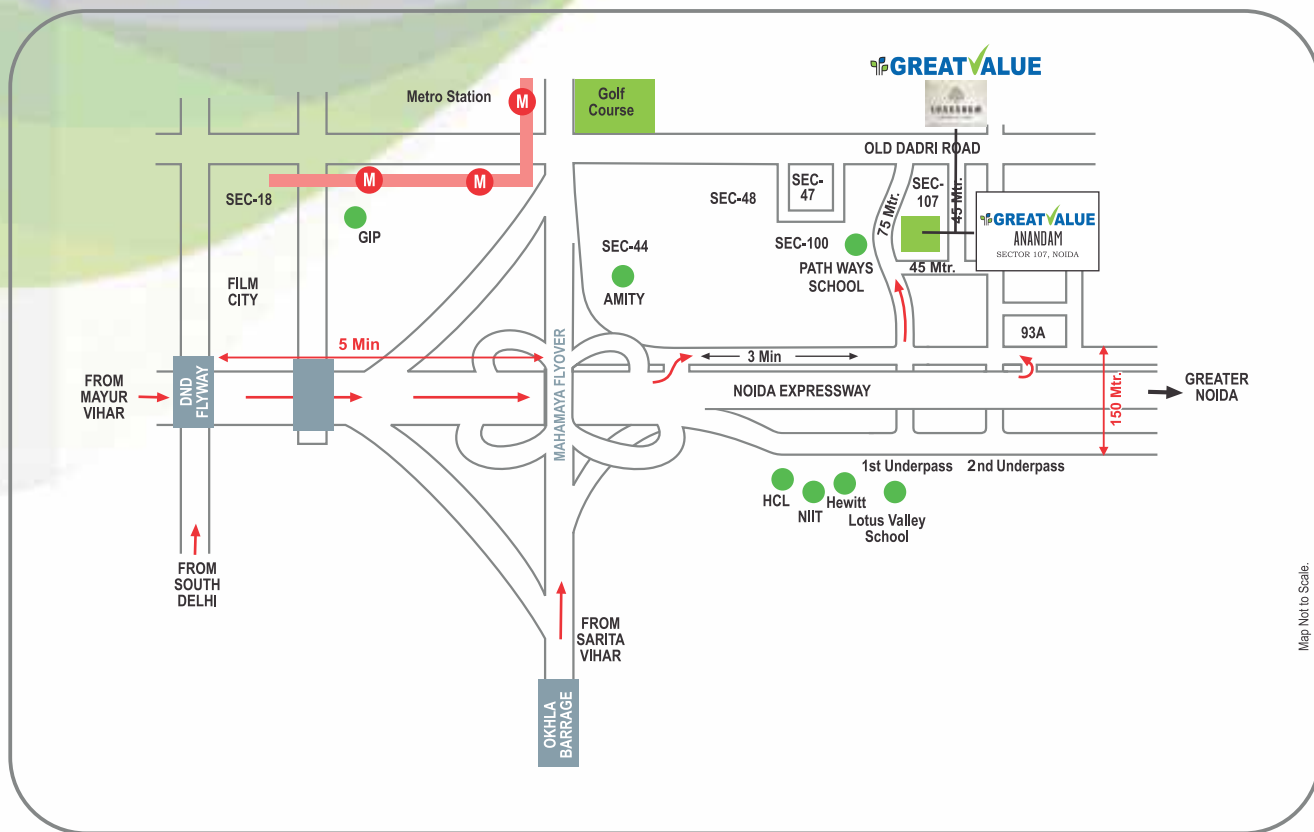 GREAT VALUE
Metro Station
M
Golf
Course
OLD DADRI ROAD
M
M
SEC-18
GIP
SEC-48
SEC-
47
75 Mtr.
SEC-
107
45 Mtr.
GREAT VALUE
ANANDAM
SECTOR 107, NOIDA
SEC-44
AMITY
SEC-100
PATH WAYS
SCHOOL
45 Mtr.
FILM
CITY
93A
5 Min
MAHAMAYA FLYOVER
3 Min
FROM
MAYUR
VIHAR
DND
FLYWAY
NOIDA EXPRESSWAY
150 Mtr.
GREATER
NOIDA
1st Underpass
2nd Underpass
HCL
NIIT
Hewitt
Lotus Valley
School
FROM
SOUTH
DELHI
FROM
SARITA
VIHAR
OKHLA
BARRAGE
Map Not to Scale.